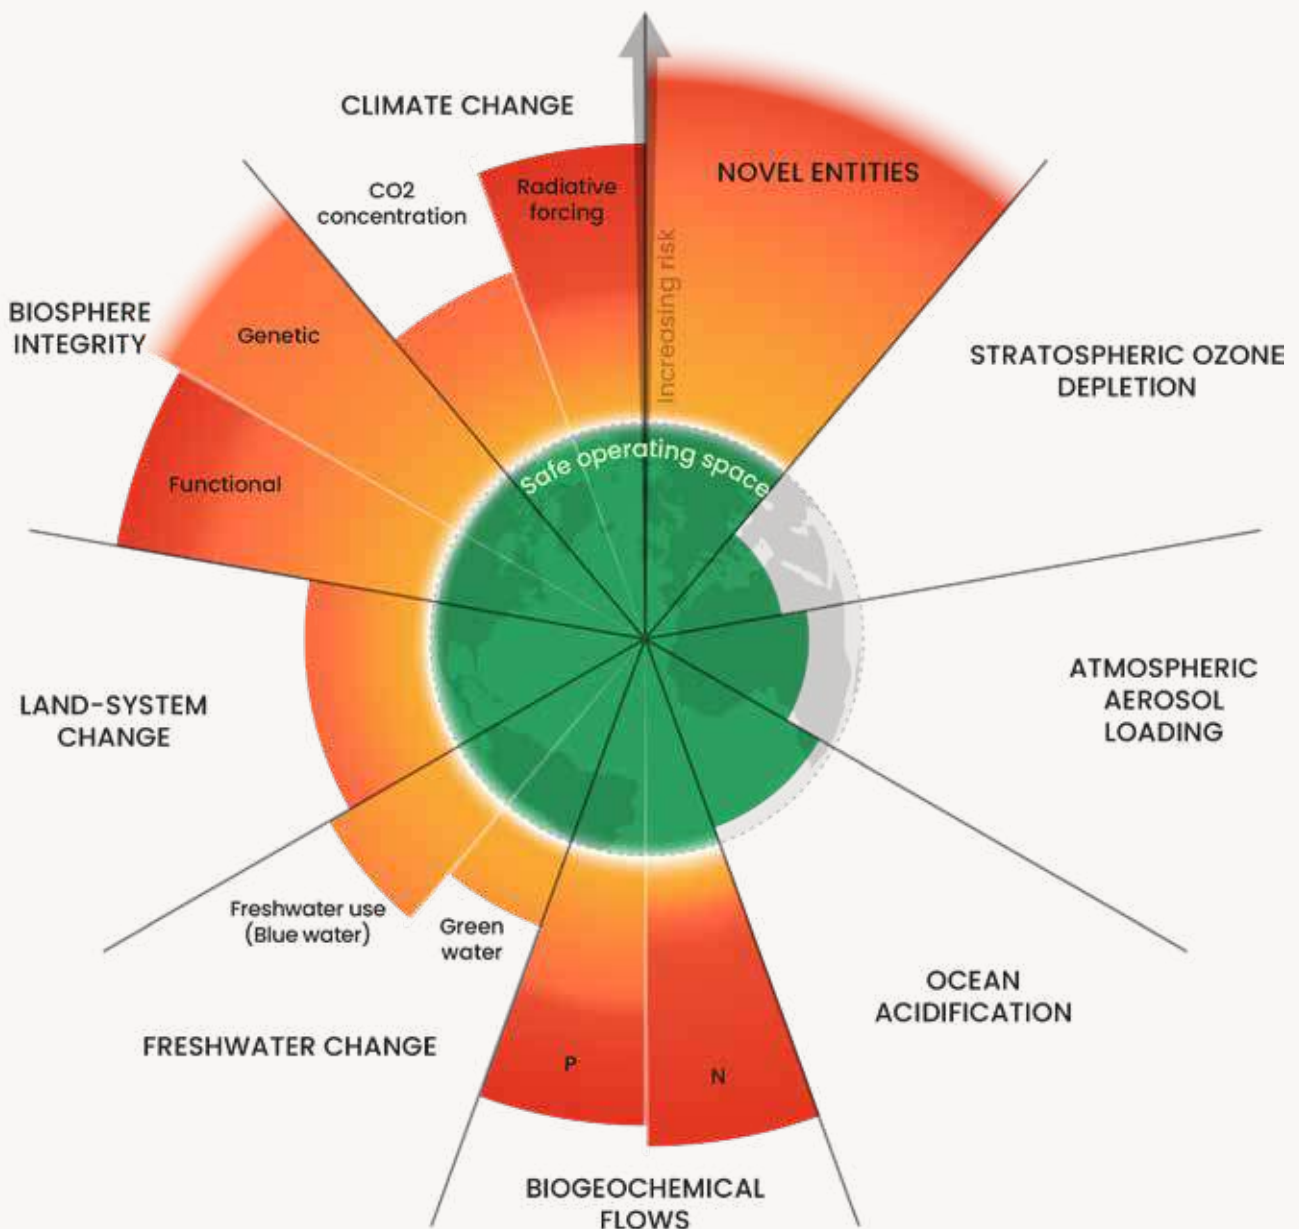 CLIMATE CHANGE
CO2
concentration
Radiative
forcing
NOVEL ENTITIES
Increasing risk
BIOSPHERE
INTEGRITY
Genetic
Functional
STRATOSPHERIC OZONE
DEPLETION
Safe operating space
LAND-SYSTEM
CHANGE
ATMOSPHERIC
AEROSOL
LOADING
Freshwater use
(Blue water)
Green
water
FRESHWATER CHANGE
OCEAN
ACIDIFICATION
P
N
BIOGEOCHEMICAL
FLOWS